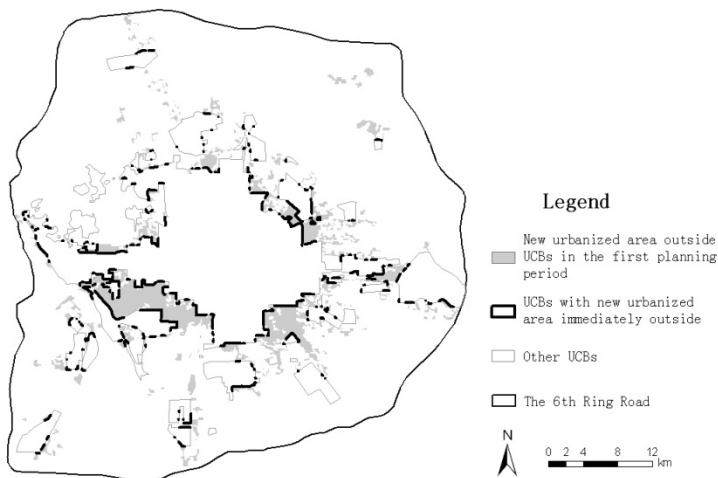 Legend
New urbanized area outside
UCBs in the first planning
period
UCBs with new urbanized
area immediately outside
Other UCBs
The 6th Ring Road
N
0 2 4 8 12
km